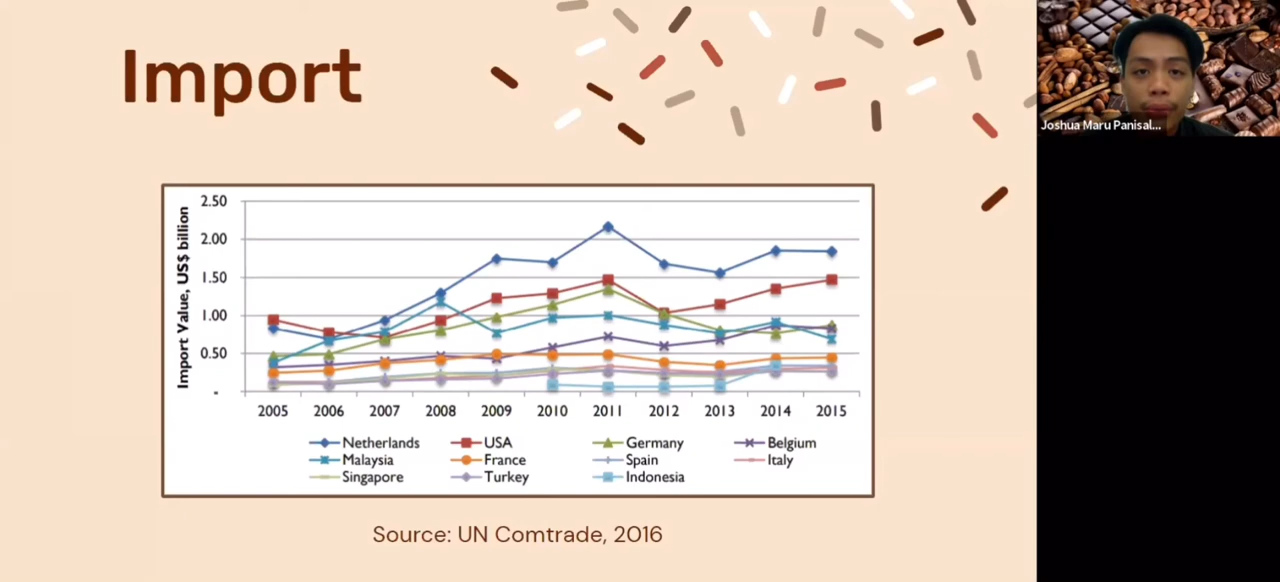 Import
Joshua Maru Panisal...
Import Value, US$ billion
2.50
2.00
1.50
1.00
0.50
-
2005 2006 2007 2008 2009 2010 2011 2012 2013 2014 2015
Netherlands USA Germany Belgium
Malaysia France Spain Italy
Singapore Turkey Indonesia
Source: UN Comtrade, 2016